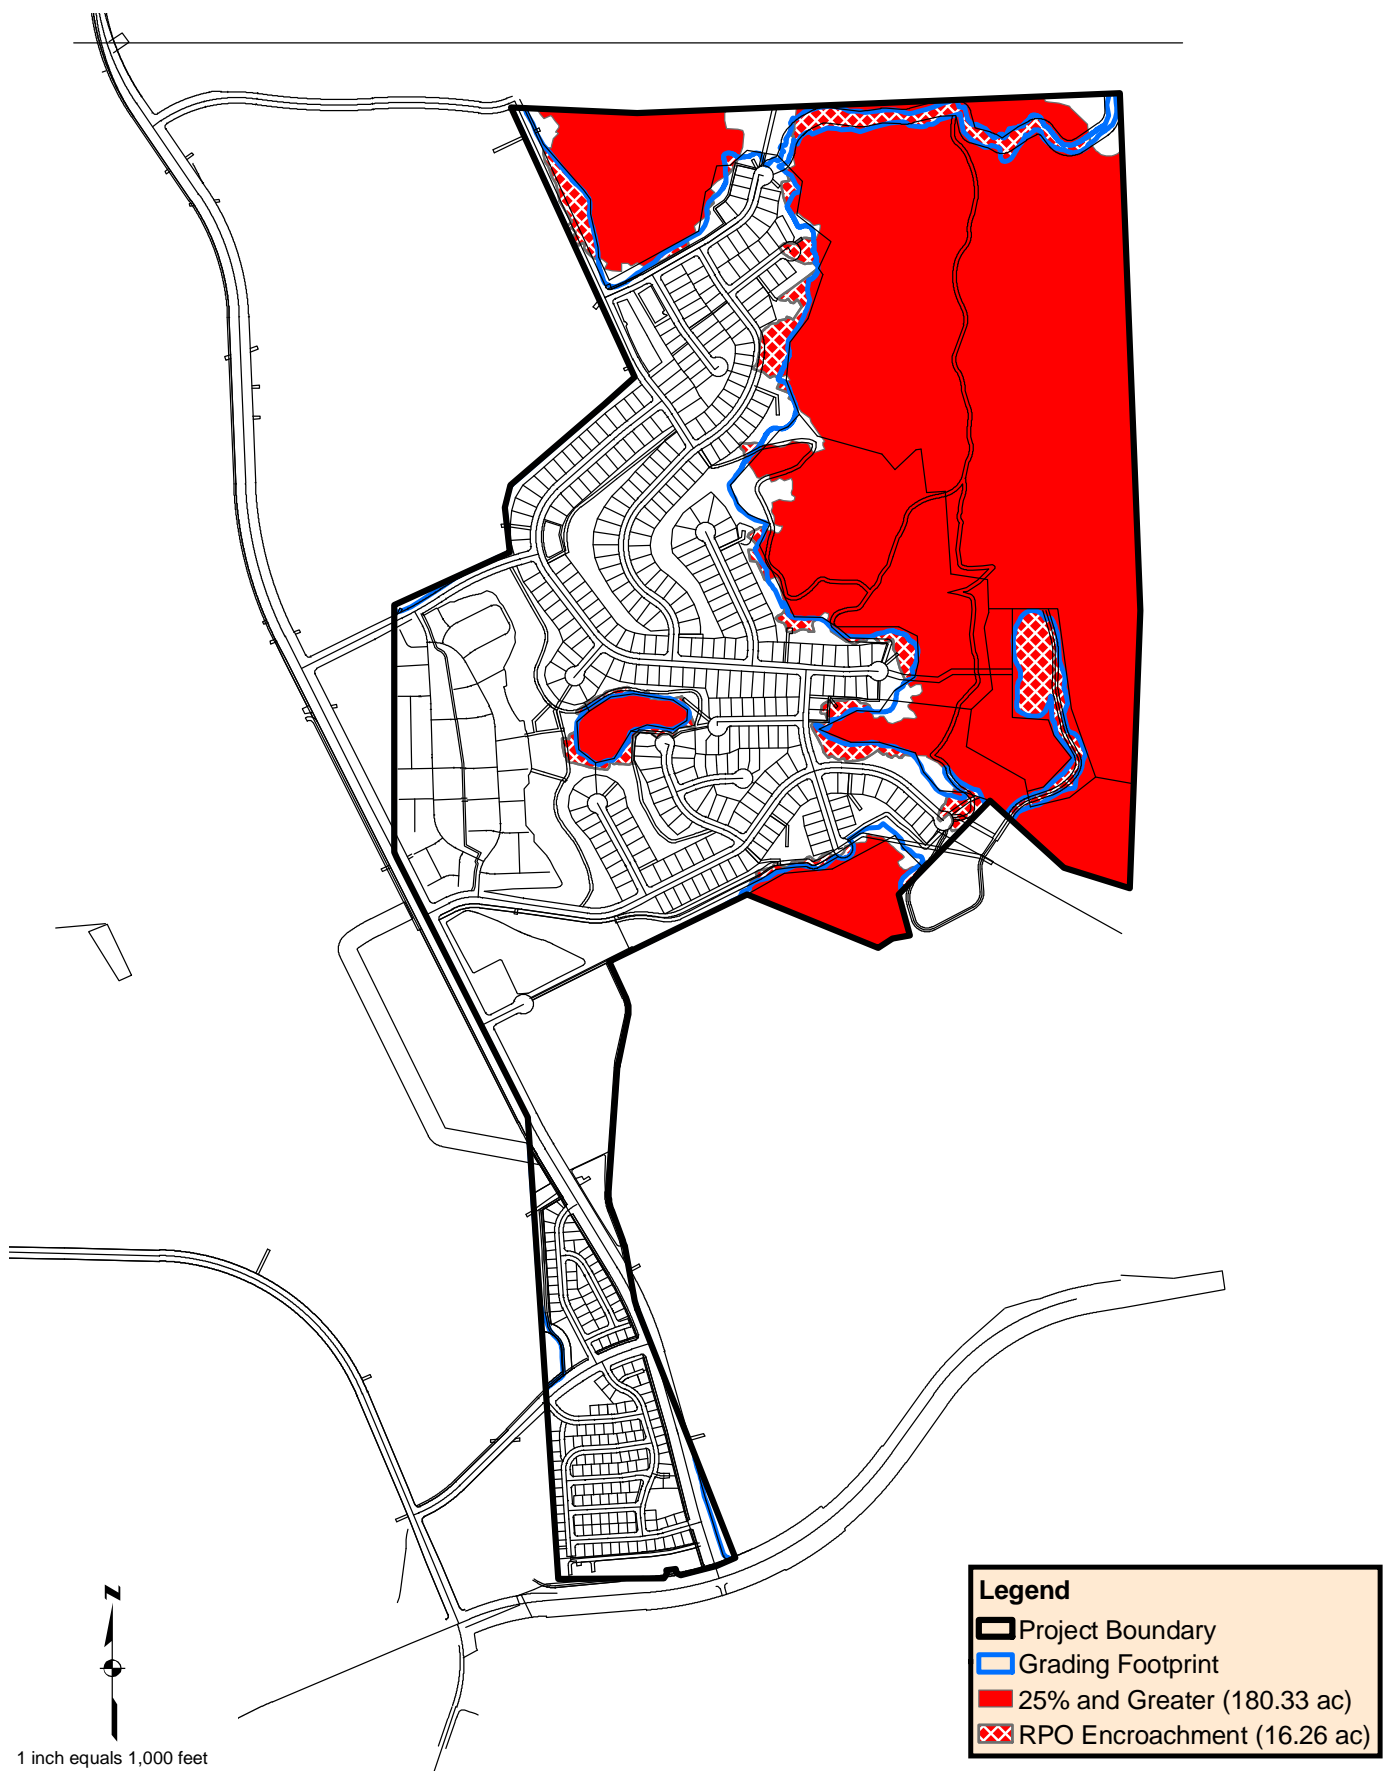 Legend
Project Boundary
Grading Footprint
25% and Greater (180.33 ac)
RPO Encroachment (16.26 ac)
N
1 inch equals 1,000 feet